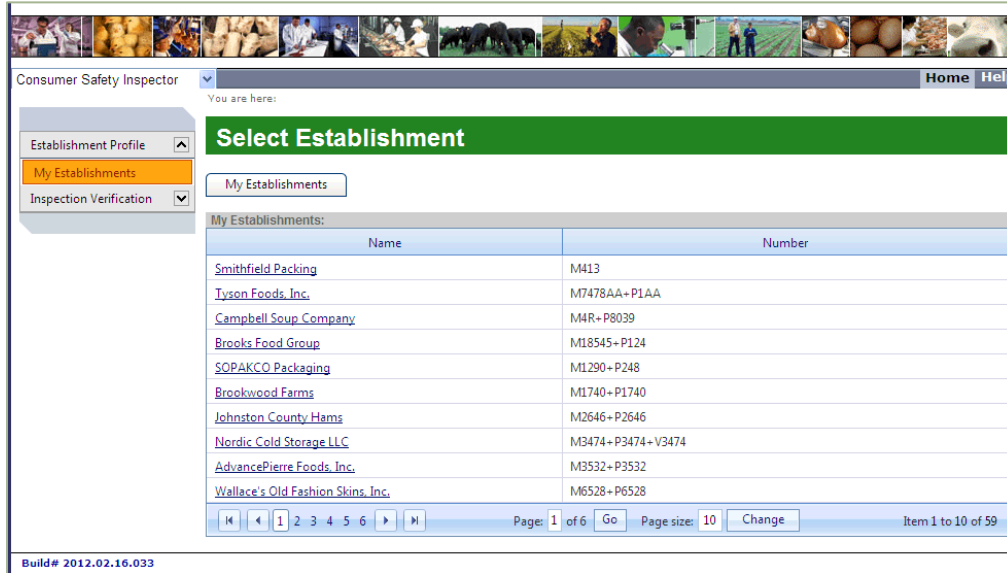 Consumer Safety Inspector
Home Hel
You are here:
Establishment Profile
My Establishments
Inspection Verification
Select Establishment
My Establishments
My Establishments:
Name Number
Smithfield Packing M413
Tyson Foods, Inc. M7478AA+P1AA
Campbell Soup Company M4R+P8039
Brooks Food Group M18545+P124
SOPAKCO Packaging M1290+P248
Brookwood Farms M1740+P1740
Johnston County Hams M2646+P2646
Nordic Cold Storage LLC M3474+P3474+V3474
AdvancePierre Foods, Inc. M3532+P3532
Wallace's Old Fashion Skins, Inc. M6528+P6528
1 2 3 4 5 6 Page: 1 of 6 Go Page size: 10 Change Item 1 to 10 of 59
Build# 2012.02.16.033